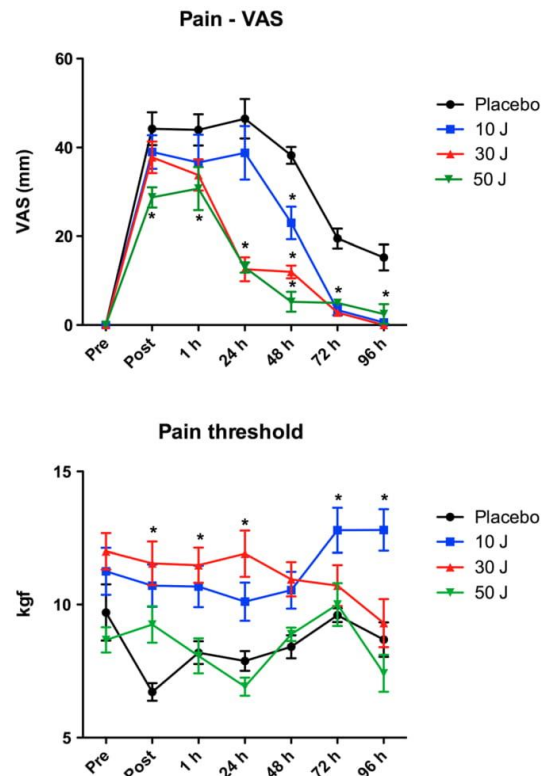 Pain - VAS
60
40
20
0
VAS (mm)
Pre
Post
1 h
24 h
48 h
72 h
96 h
Placebo
10 J
30 J
50 J
*
*
*
*
*
*
*
*
Pain threshold
15
10
5
kgf
Pre
Post
1 h
24 h
48 h
72 h
96 h
Placebo
10 J
30 J
50 J
*
*
*
*
*